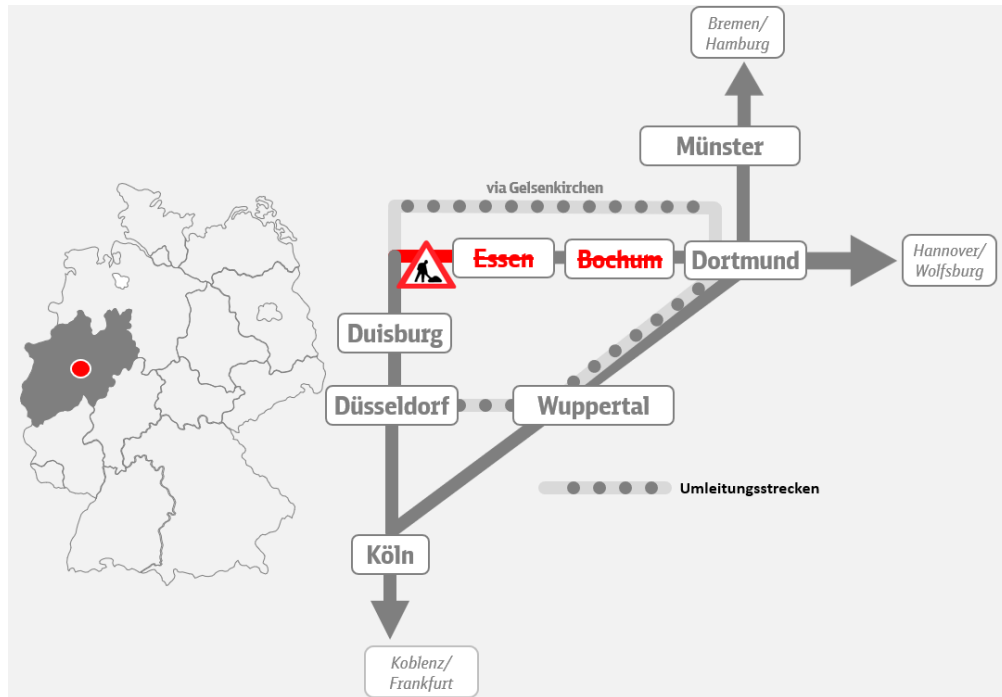 Bremen/
Hamburg
Münster
via Gelsenkirchen
Essen
Bochum
Dortmund
Hannover/
Wolfsburg
Duisburg
Düsseldorf
Wuppertal
Umleitungsstrecken
Köln
Koblenz/
Frankfurt